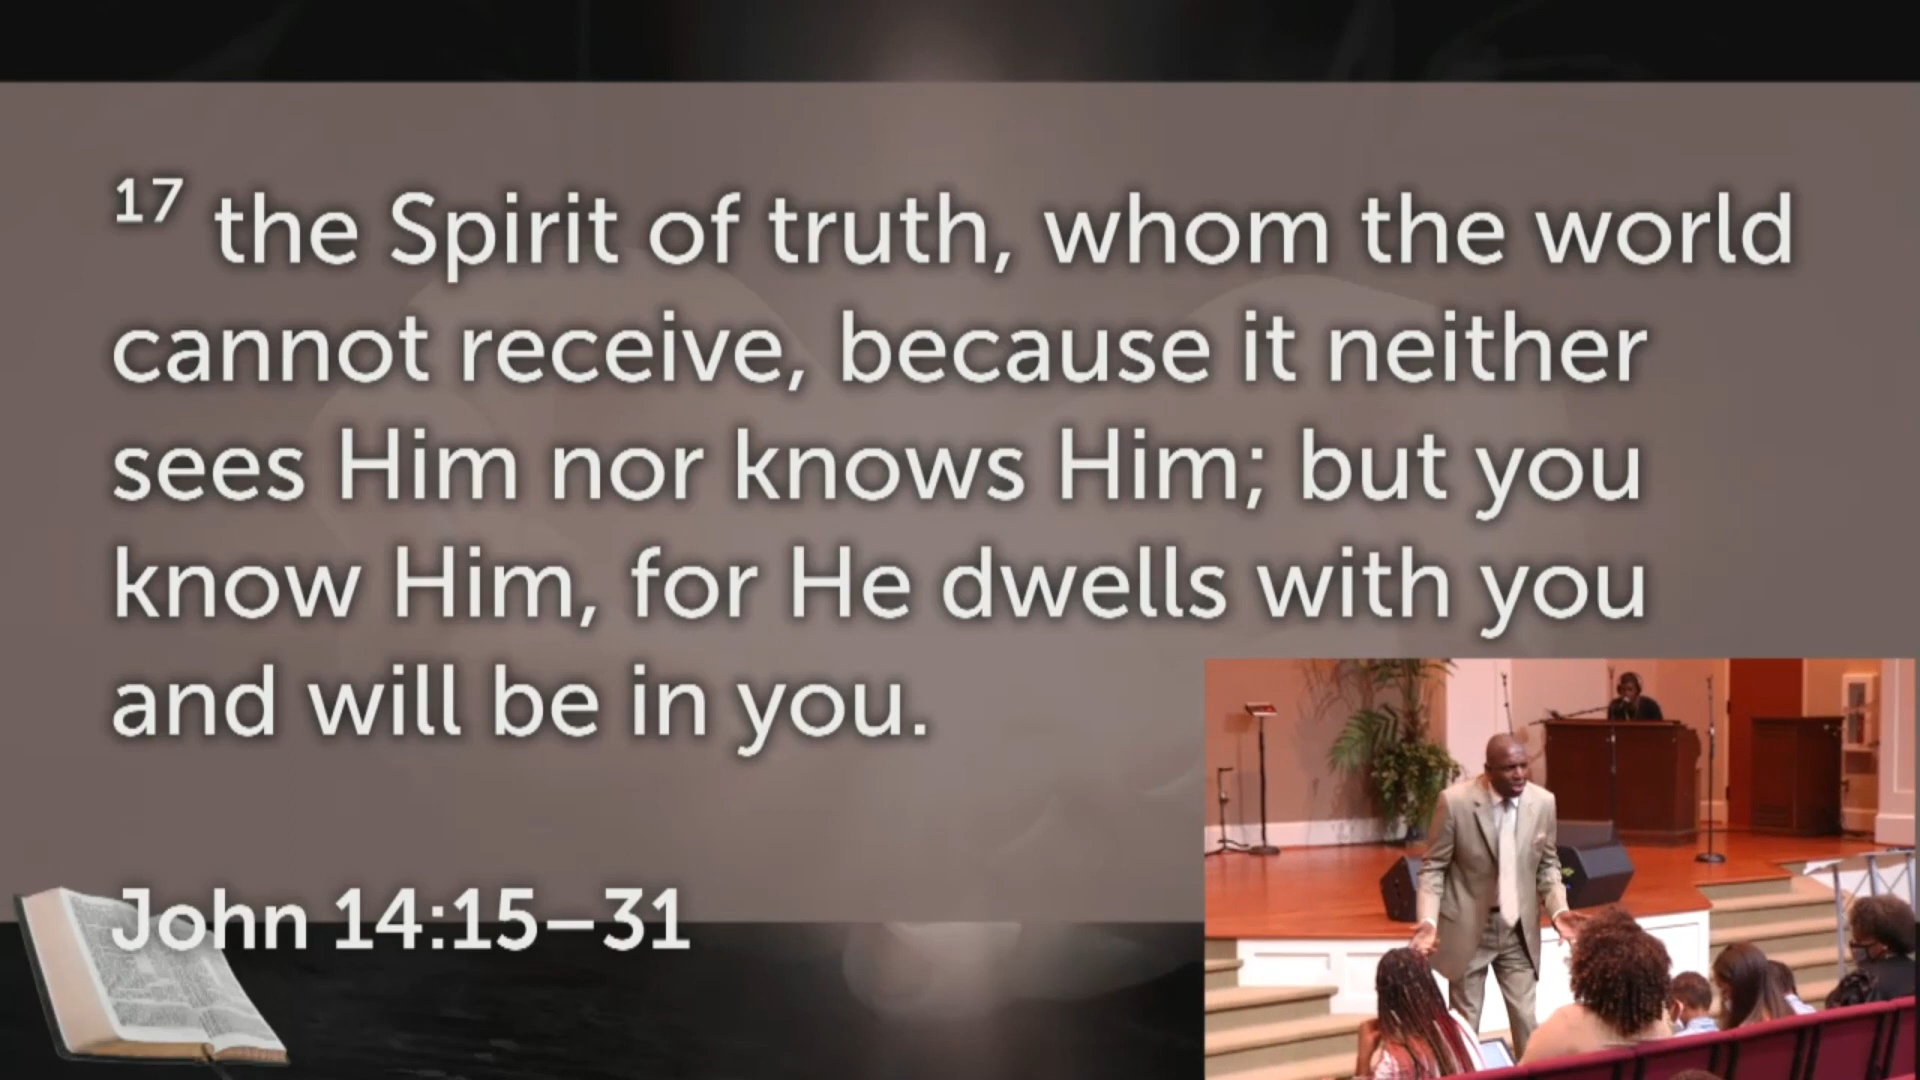 17 the Spirit of truth, whom the world
cannot receive, because it neither
sees Him nor knows Him; but you
know Him, for He dwells with you
and will be in you.
John 14:15–31